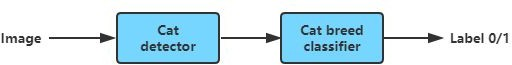 Image
Cat
detector
Cat breed
classifier
Label 0/1